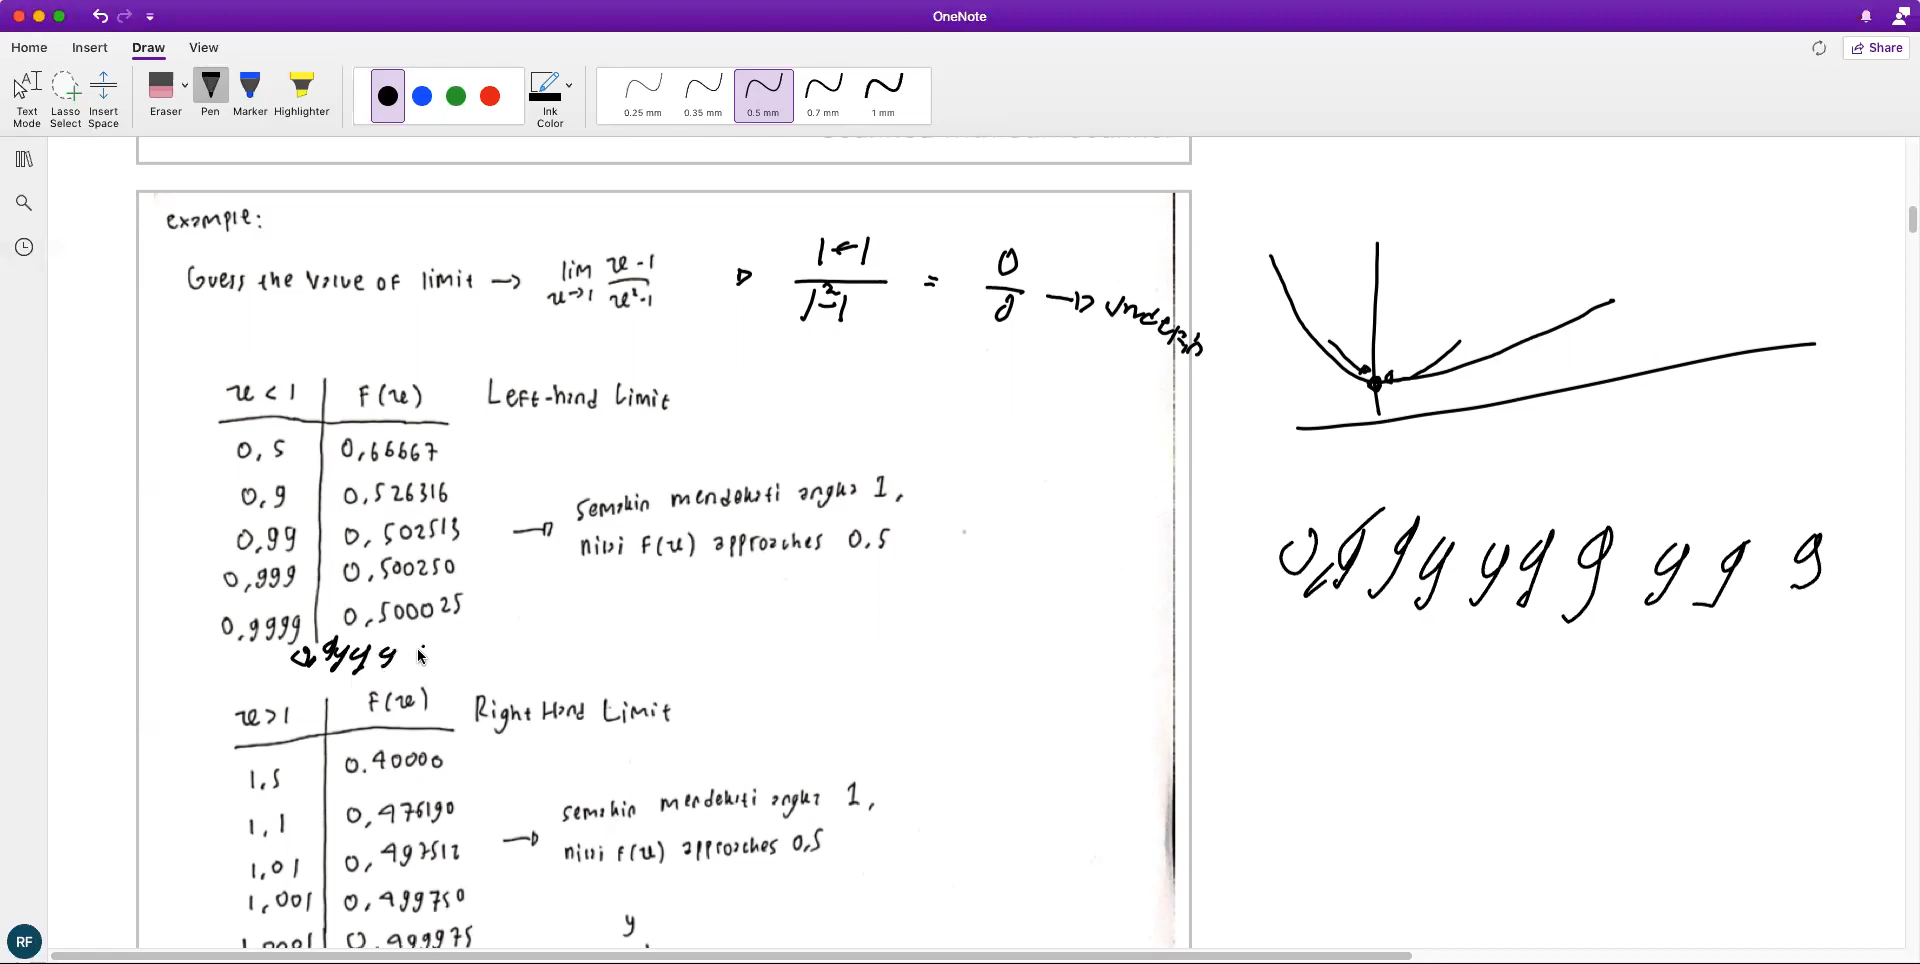 OneNote
Home Insert Draw View
Share
Text Mode
Lasso Select
Insert Space
Eraser
Pen
Marker
Highlighter
Ink Color
0.25 mm
0.35 mm
0.5 mm
0.7 mm
1 mm
example:
Guess the value of limit → lim x→1 x-1 / x²-1
1-1 / 1²-1 = 0 / 0 →
x < 1 F(x) Left-hand Limit
0,5 0,66667
0,9 0,526316
0,99 0,502513
0,999 0,500250
0,9999 0,500025
semakin mendekati angka 1,
nilai F(x) approaches 0,5
0,999999999
x > 1 F(x) Right Hand Limit
1,5 0.40000
1,1 0,476190
1,01 0,497512
1,001 0,499750
1,0001 0,499975
semakin mendekati angka 1,
nilai F(x) approaches 0,5
y
RF